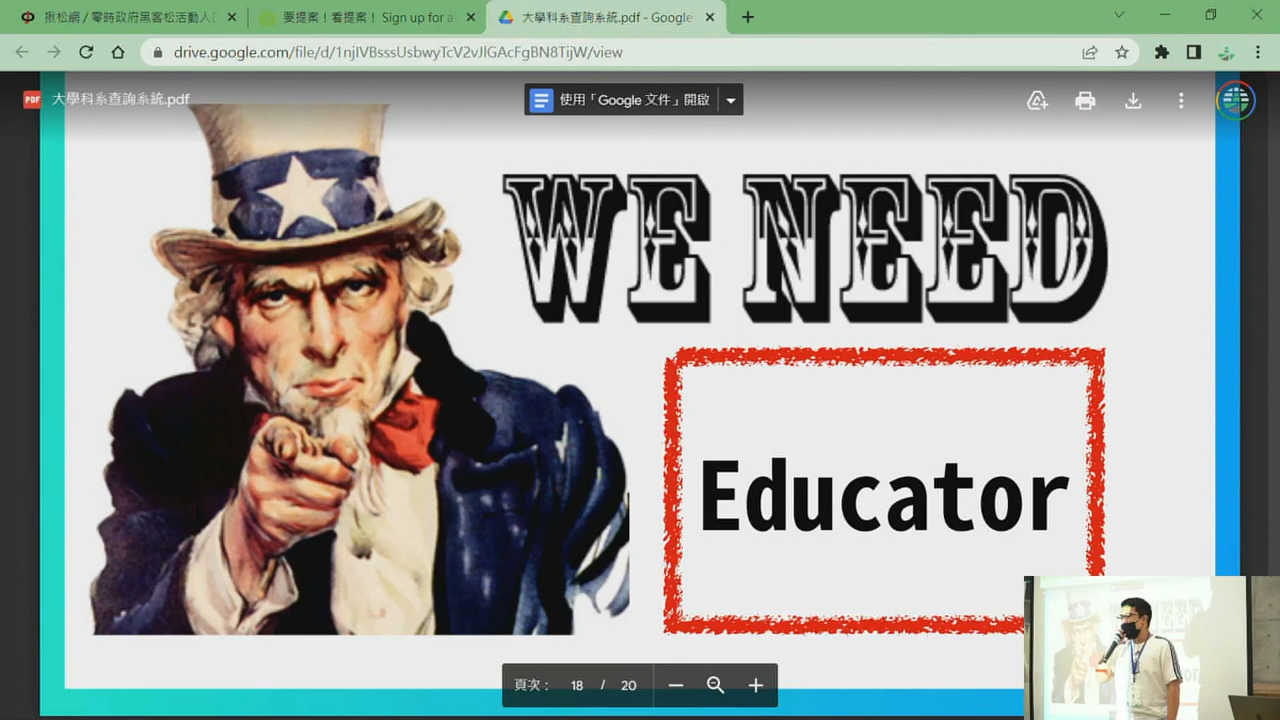 揪松網 / 零時政府黑客松活動入口
要提案！看提案！ Sign up for a
大學科系查詢系統.pdf - Google
drive.google.com/file/d/1njIVBsssUsbwyTcV2vJlGAcFgBN8TijW/view
PDF 大學科系查詢系統.pdf
使用「Google 文件」開啟
WE NEED
Educator
頁次： 18 / 20